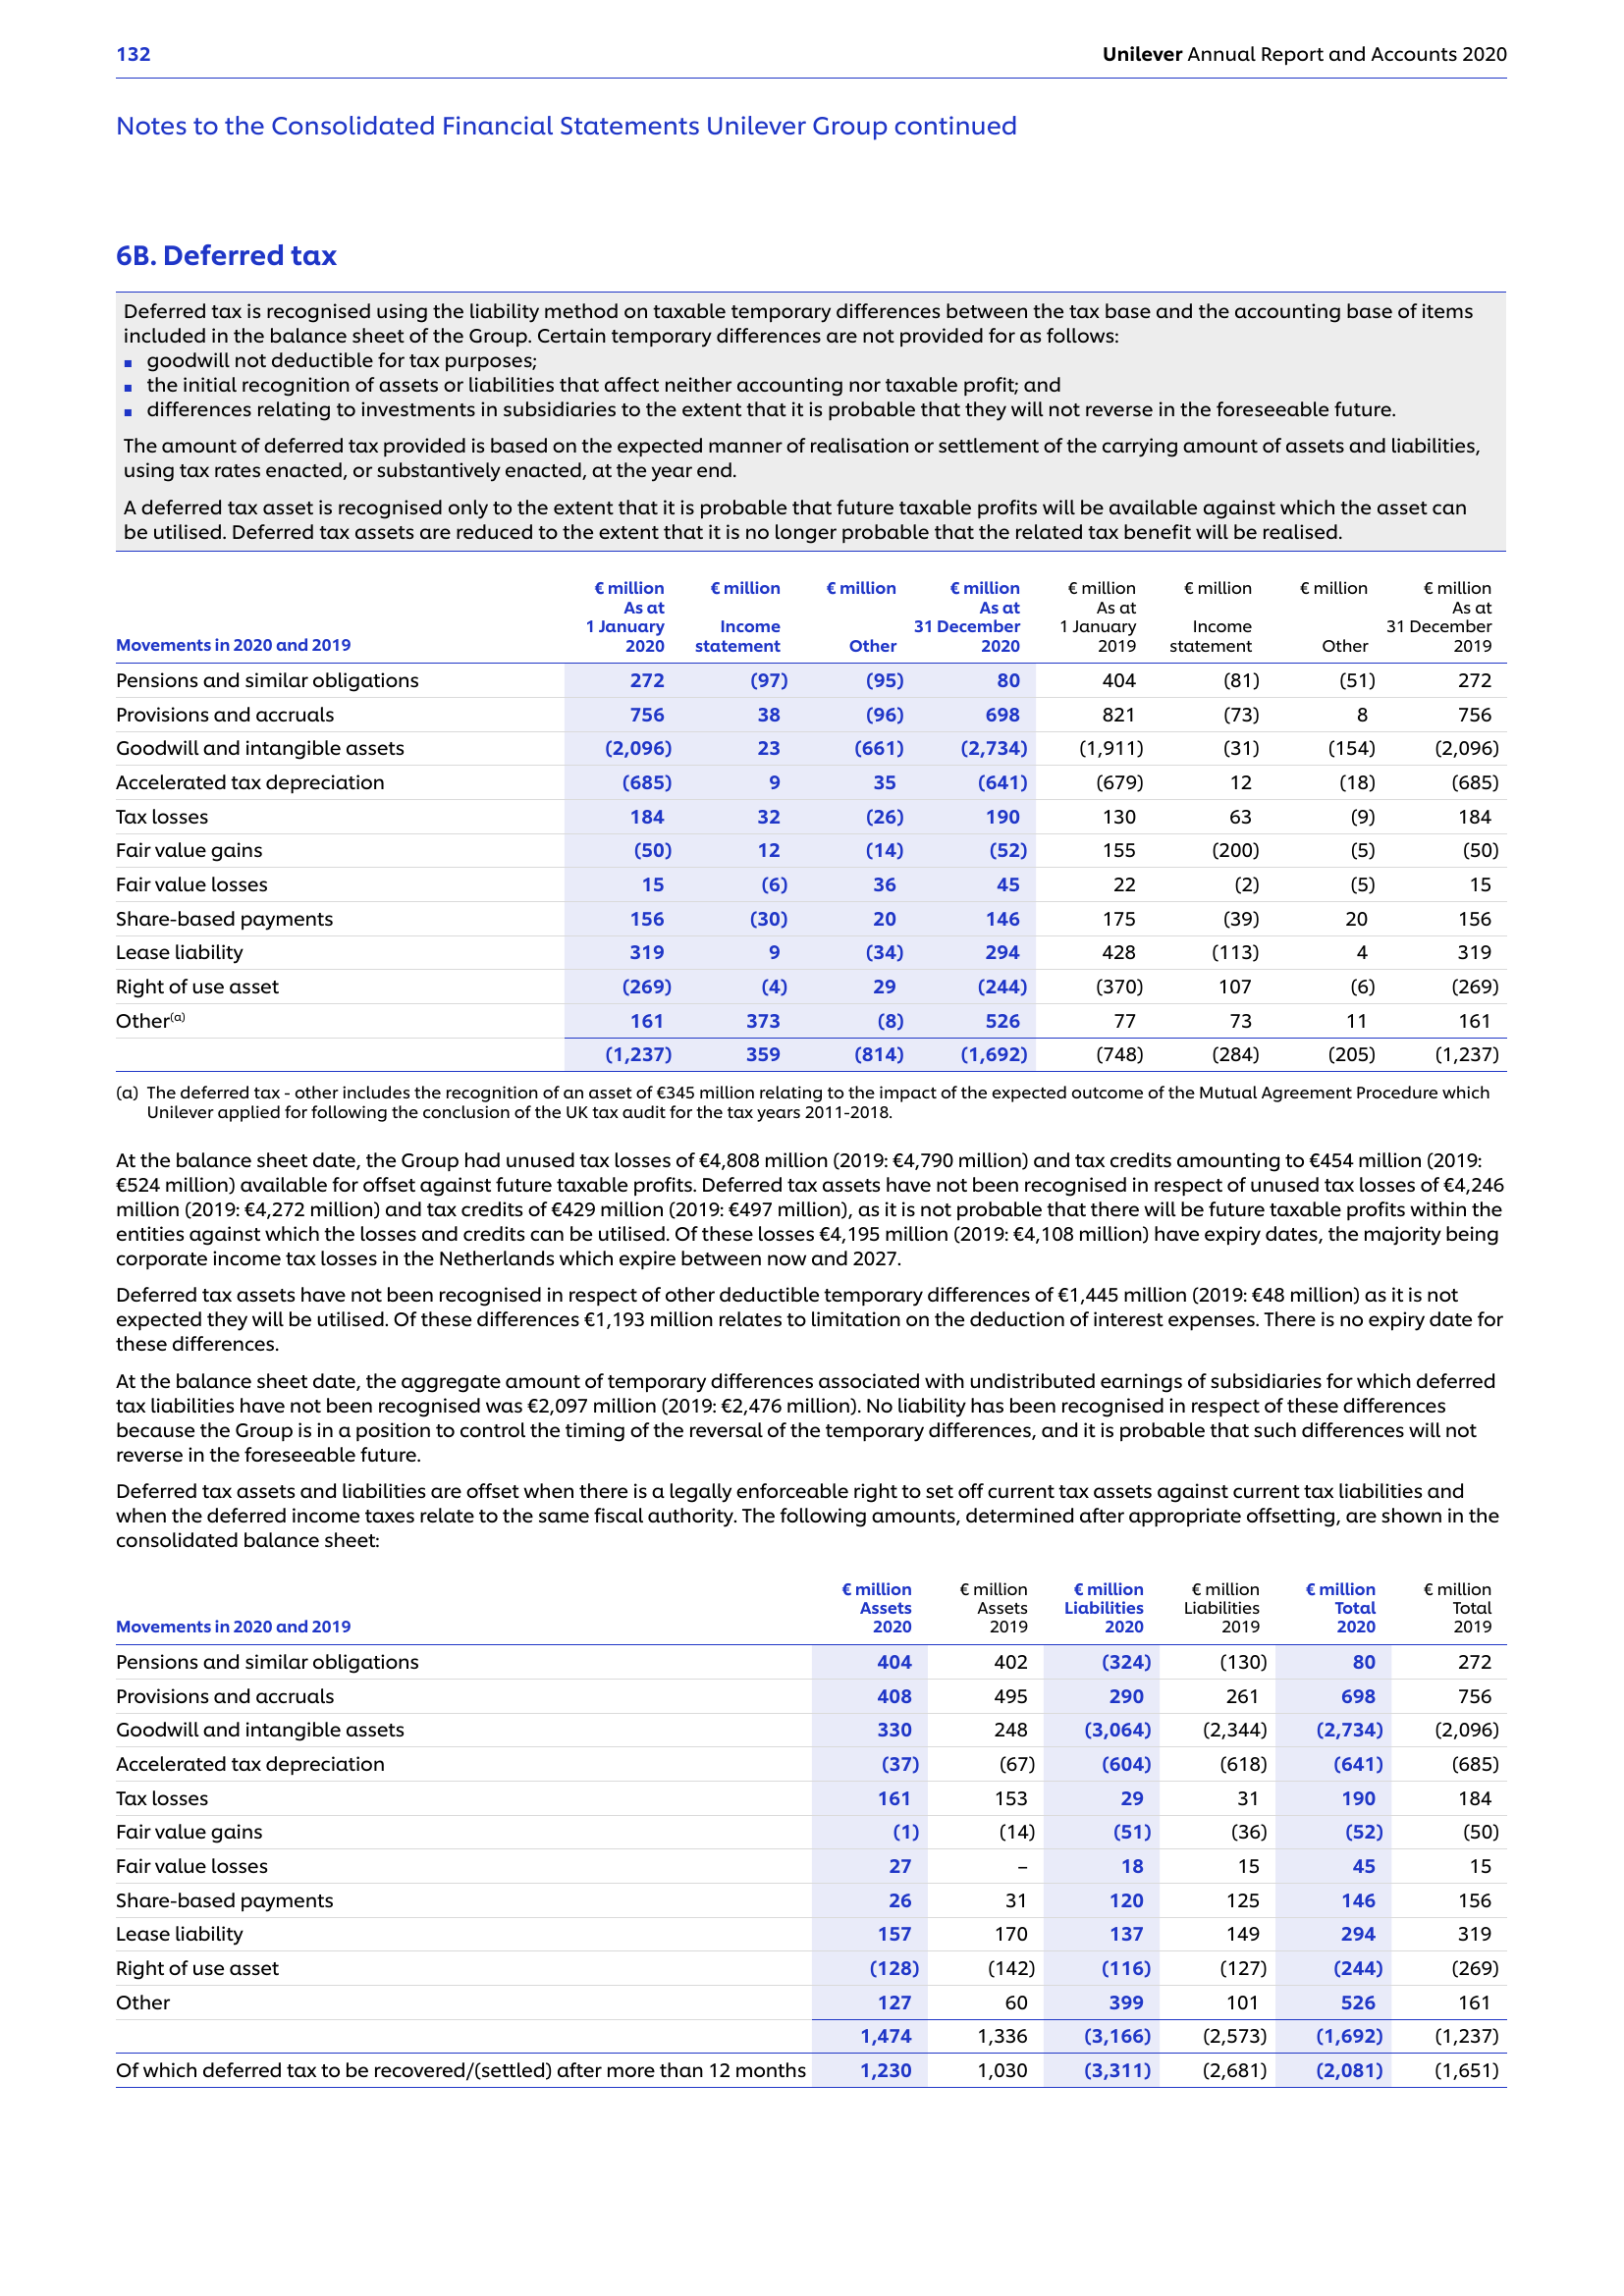 132
Unilever Annual Report and Accounts 2020
Notes to the Consolidated Financial Statements Unilever Group continued
6B. Deferred tax
Deferred tax is recognised using the liability method on taxable temporary differences between the tax base and the accounting base of items
included in the balance sheet of the Group. Certain temporary differences are not provided for as follows:
▪ goodwill not deductible for tax purposes;
▪ the initial recognition of assets or liabilities that affect neither accounting nor taxable profit; and
▪ differences relating to investments in subsidiaries to the extent that it is probable that they will not reverse in the foreseeable future.
The amount of deferred tax provided is based on the expected manner of realisation or settlement of the carrying amount of assets and liabilities,
using tax rates enacted, or substantively enacted, at the year end.
A deferred tax asset is recognised only to the extent that it is probable that future taxable profits will be available against which the asset can
be utilised. Deferred tax assets are reduced to the extent that it is no longer probable that the related tax benefit will be realised.
€ million € million € million € million € million € million € million € million
As at As at As at As at
1 January Income 31 December 1 January Income 31 December
Movements in 2020 and 2019 2020 statement Other 2020 2019 statement Other 2019
Pensions and similar obligations 272 (97) (95) 80 404 (81) (51) 272
Provisions and accruals 756 38 (96) 698 821 (73) 8 756
Goodwill and intangible assets (2,096) 23 (661) (2,734) (1,911) (31) (154) (2,096)
Accelerated tax depreciation (685) 9 35 (641) (679) 12 (18) (685)
Tax losses 184 32 (26) 190 130 63 (9) 184
Fair value gains (50) 12 (14) (52) 155 (200) (5) (50)
Fair value losses 15 (6) 36 45 22 (2) (5) 15
Share-based payments 156 (30) 20 146 175 (39) 20 156
Lease liability 319 9 (34) 294 428 (113) 4 319
Right of use asset (269) (4) 29 (244) (370) 107 (6) (269)
Other(a) 161 373 (8) 526 77 73 11 161
(1,237) 359 (814) (1,692) (748) (284) (205) (1,237)
(a) The deferred tax - other includes the recognition of an asset of €345 million relating to the impact of the expected outcome of the Mutual Agreement Procedure which
Unilever applied for following the conclusion of the UK tax audit for the tax years 2011-2018.
At the balance sheet date, the Group had unused tax losses of €4,808 million (2019: €4,790 million) and tax credits amounting to €454 million (2019:
€524 million) available for offset against future taxable profits. Deferred tax assets have not been recognised in respect of unused tax losses of €4,246
million (2019: €4,272 million) and tax credits of €429 million (2019: €497 million), as it is not probable that there will be future taxable profits within the
entities against which the losses and credits can be utilised. Of these losses €4,195 million (2019: €4,108 million) have expiry dates, the majority being
corporate income tax losses in the Netherlands which expire between now and 2027.
Deferred tax assets have not been recognised in respect of other deductible temporary differences of €1,445 million (2019: €48 million) as it is not
expected they will be utilised. Of these differences €1,193 million relates to limitation on the deduction of interest expenses. There is no expiry date for
these differences.
At the balance sheet date, the aggregate amount of temporary differences associated with undistributed earnings of subsidiaries for which deferred
tax liabilities have not been recognised was €2,097 million (2019: €2,476 million). No liability has been recognised in respect of these differences
because the Group is in a position to control the timing of the reversal of the temporary differences, and it is probable that such differences will not
reverse in the foreseeable future.
Deferred tax assets and liabilities are offset when there is a legally enforceable right to set off current tax assets against current tax liabilities and
when the deferred income taxes relate to the same fiscal authority. The following amounts, determined after appropriate offsetting, are shown in the
consolidated balance sheet:
€ million € million € million € million € million € million
Assets Assets Liabilities Liabilities Total Total
Movements in 2020 and 2019 2020 2019 2020 2019 2020 2019
Pensions and similar obligations 404 402 (324) (130) 80 272
Provisions and accruals 408 495 290 261 698 756
Goodwill and intangible assets 330 248 (3,064) (2,344) (2,734) (2,096)
Accelerated tax depreciation (37) (67) (604) (618) (641) (685)
Tax losses 161 153 29 31 190 184
Fair value gains (1) (14) (51) (36) (52) (50)
Fair value losses 27 – 18 15 45 15
Share-based payments 26 31 120 125 146 156
Lease liability 157 170 137 149 294 319
Right of use asset (128) (142) (116) (127) (244) (269)
Other 127 60 399 101 526 161
1,474 1,336 (3,166) (2,573) (1,692) (1,237)
Of which deferred tax to be recovered/(settled) after more than 12 months 1,230 1,030 (3,311) (2,681) (2,081) (1,651)